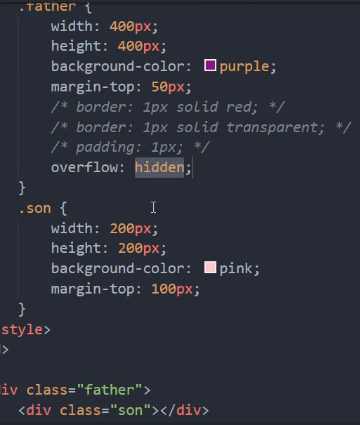 .father {
width: 400px;
height: 400px;
background-color: purple;
margin-top: 50px;
/* border: 1px solid red; */
/* border: 1px solid transparent; */
/* padding: 1px; */
overflow: hidden;
}
.son {
width: 200px;
height: 200px;
background-color: pink;
margin-top: 100px;
}
style>
>
div class="father">
<div class="son"></div>